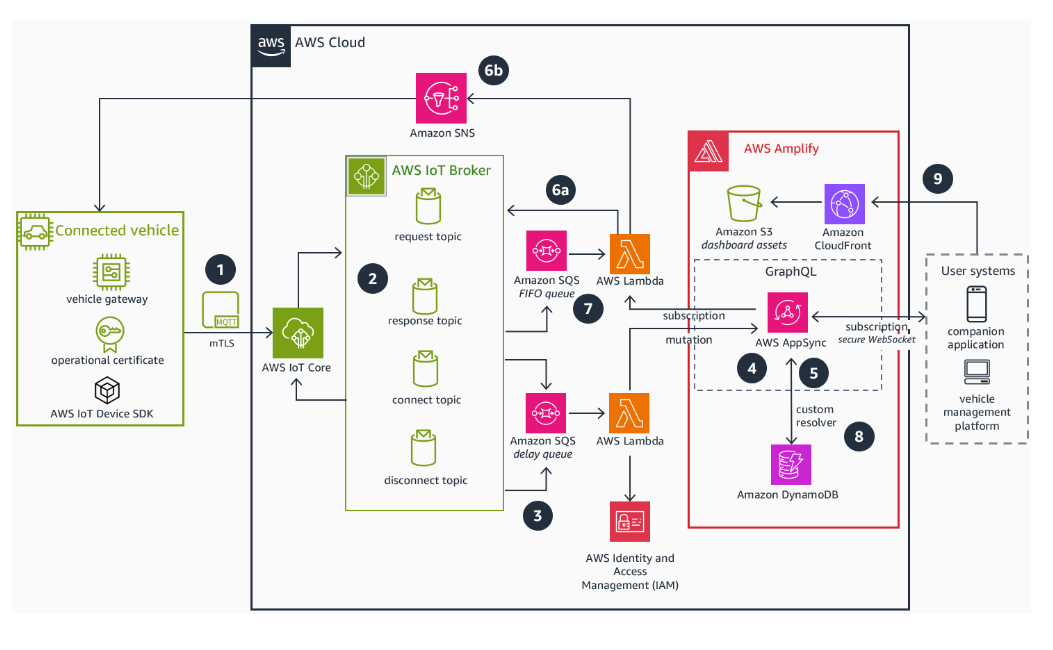 aws
AWS Cloud
6b
Amazon SNS
AWS IoT Broker
request topic
response topic
connect topic
disconnect topic
2
6a
Amazon SQS
FIFO queue
AWS Lambda
7
subscription
mutation
Amazon SQS
delay queue
AWS Lambda
3
AWS Identity and
Access
Management (IAM)
Connected vehicle
vehicle gateway
operational certificate
AWS IoT Device SDK
1
MQTT
mTLS
AWS IoT Core
AWS Amplify
Amazon S3
dashboard assets
Amazon
CloudFront
GraphQL
AWS AppSync
4
5
custom
resolver
8
Amazon DynamoDB
9
subscription
secure WebSocket
User systems
companion
application
vehicle
management
platform